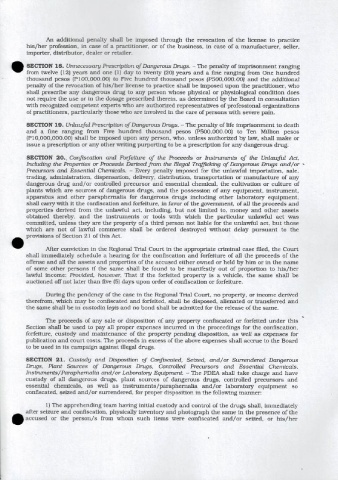 An additional penalty shall be imposed through the revocation of the license to practice
his/her profession, in case of a practitioner, or of the business, in case of a manufacturer, seller,
importer, distributor, dealer or retailer.
SECTION 18. Unnecessary Prescription of Dangerous Drugs. – The penalty of imprisonment ranging
from twelve (12) years and one (1) day to twenty (20) years and a fine ranging from One hundred
thousand pesos (P100,000.00) to Five hundred thousand pesos (P500,000.00) and the additional
penalty of the revocation of his/her license to practice shall be imposed upon the practitioner, who
shall prescribe any dangerous drug to any person whose physical or physiological condition does
not require the use or in the dosage prescribed therein, as determined by the Board in consultation
with recognized competent experts who are authorized representatives of professional organizations
of practitioners, particularly those who are involved in the care of persons with severe pain.
SECTION 19. Unlawful Prescription of Dangerous Drugs. – The penalty of life imprisonment to death
and a fine ranging from Five hundred thousand pesos (P500,000.00) to Ten Million pesos
(P10,000,000.00) shall be imposed upon any person, who, unless authorized by law, shall make or
issue a prescription or any other writing purporting to be a prescription for any dangerous drug.
SECTION 20. Confiscation and Forfeiture of the Proceeds or Instruments of the Unlawful Act,
Including the Properties or Proceeds Derived from the Illegal Trafficking of Dangerous Drugs and/or
Precursors and Essential Chemicals. – Every penalty imposed for the unlawful importation, sale,
trading, administration, dispensation, delivery, distribution, transportation or manufacture of any
dangerous drug and/or controlled precursor and essential chemical, the cultivation or culture of
plants which are sources of dangerous drugs, and the possession of any equipment, instrument,
apparatus and other paraphernalia for dangerous drugs including other laboratory equipment,
shall carry with it the confiscation and forfeiture, in favor of the government, of all the proceeds and
properties derived from the unlawful act, including, but not limited to, money and other assets
obtained thereby, and the instruments or tools with which the particular unlawful act was
committed, unless they are the property of a third person not liable for the unlawful act, but those
which are not of lawful commerce shall be ordered destroyed without delay pursuant to the
provisions of Section 21 of this Act.
After conviction in the Regional Trial Court in the appropriate criminal case filed, the Court
shall immediately schedule a hearing for the confiscation and forfeiture of all the proceeds of the
offense and all the assets and properties of the accused either owned or held by him or in the name
of some other persons if the same shall be found to be manifestly out of proportion to his/her
lawful income: Provided, however, That if the forfeited property is a vehicle, the same shall be
auctioned off not later than five (5) days upon order of confiscation or forfeiture.
During the pendency of the case in the Regional Trial Court, no property, or income derived
therefrom, which may be confiscated and forfeited, shall be disposed, alienated or transferred and
the same shall be in custodia legis and no bond shall be admitted for the release of the same.
The proceeds of any sale or disposition of any property confiscated or forfeited under this
Section shall be used to pay all proper expenses incurred in the proceedings for the confiscation,
forfeiture, custody and maintenance of the property pending disposition, as well as expenses for
publication and court costs. The proceeds in excess of the above expenses shall accrue to the Board
to be used in its campaign against illegal drugs.
SECTION 21. Custody and Disposition of Confiscated, Seized, and/or Surrendered Dangerous
Drugs, Plant Sources of Dangerous Drugs, Controlled Precursors and Essential Chemicals,
Instruments/Paraphernalia and/or Laboratory Equipment. – The PDEA shall take charge and have
custody of all dangerous drugs, plant sources of dangerous drugs, controlled precursors and
essential chemicals, as well as instruments/paraphernalia and/or laboratory equipment so
confiscated, seized and/or surrendered, for proper disposition in the following manner:
1) The apprehending team having initial custody and control of the drugs shall, immediately
after seizure and confiscation, physically inventory and photograph the same in the presence of the
accused or the person/s from whom such items were confiscated and/or seized, or his/her